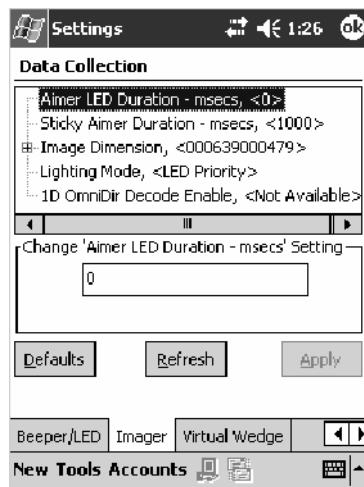 Settings 1:26 ok
Data Collection
Aimer LED Duration - msecs, <0>
Sticky Aimer Duration - msecs, <1000>
Image Dimension, <000639000479>
Lighting Mode, <LED Priority>
1D OmniDir Decode Enable, <Not Available>
Change 'Aimer LED Duration - msecs' Setting
0
Defaults Refresh Apply
Beeper/LED Imager Virtual Wedge
New Tools Accounts